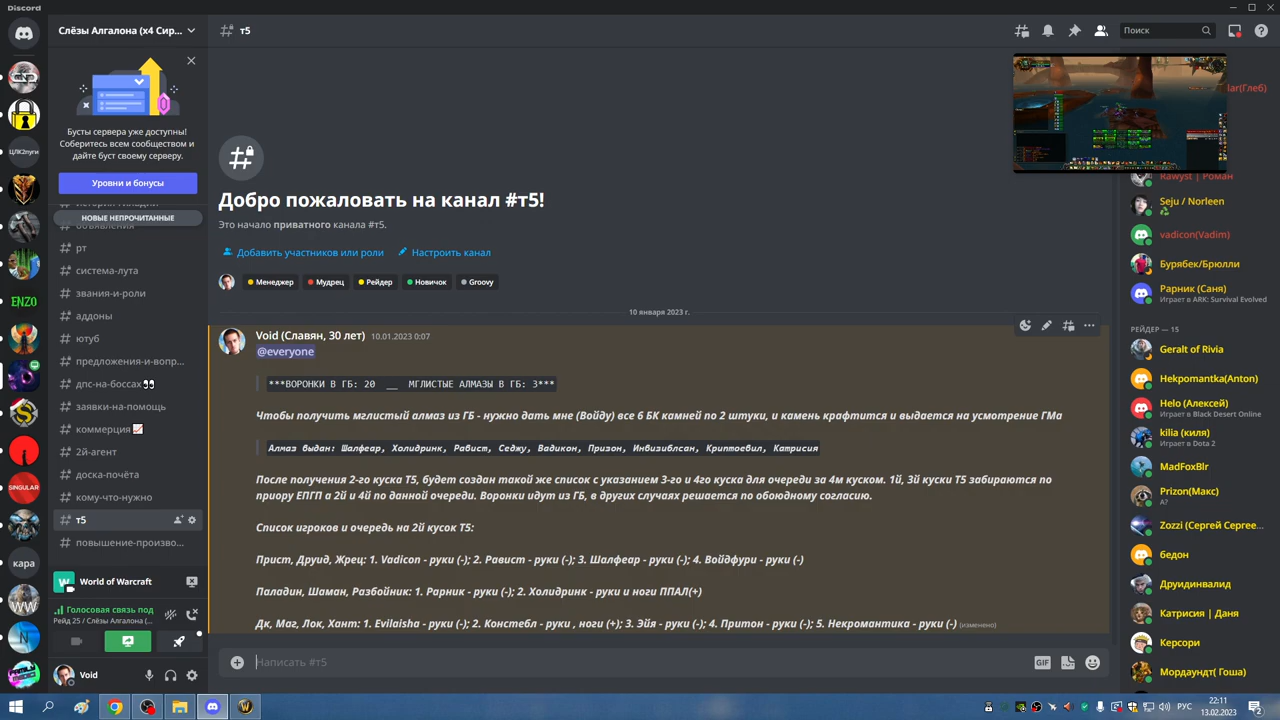 Discord
Слёзы Алгалона (x4 Сир...
т5
Поиск
Бусты сервера уже доступны!
Соберитесь всем сообществом и
дайте буст своему серверу.
Уровни и бонусы
НОВЫЕ НЕПРОЧИТАННЫЕ
объявления
рт
система-лута
звания-и-роли
аддоны
ютуб
предложения-и-вопр...
дпс-на-боссах👀
заявки-на-помощь
коммерция
2й-агент
доска-почёта
кому-что-нужно
т5
повышение-произво...
World of Warcraft
Голосовая связь под
Рейд 25 / Слёзы Алгалона (...
Void
ЦЛК2пуги
ENZO
SINGULAR
кара
WW
Добро пожаловать на канал #т5!
Это начало приватного канала #т5.
Добавить участников или роли
Настроить канал
Менеджер
Мудрец
Рейдер
Новичок
Groovy
10 января 2023 г.
Void (Славян, 30 лет) 10.01.2023 0:07
@everyone
***ВОРОНКИ В ГБ: 20 __ МГЛИСТЫЕ АЛМАЗЫ В ГБ: 3***
Чтобы получить мглистый алмаз из ГБ - нужно дать мне (Войду) все 6 БК камней по 2 штуки, и камень крафтится и выдается на усмотрение ГМа
Алмаз выдан: Шалфеар, Холидринк, Равист, Сежу, Вадикон, Призон, Инвизиблсан, Криптоевил, Катрисия
После получения 2-го куска Т5, будет создан такой же список с указанием 3-го и 4го куска для очереди за 4м куском. 1й, 3й куски Т5 забираются по
приору ЕПГП а 2й и 4й по данной очереди. Воронки идут из ГБ, в других случаях решается по обоюдному согласию.
Список игроков и очередь на 2й кусок Т5:
Прист, Друид, Жрец: 1. Vadicon - руки (-); 2. Равист - руки (-); 3. Шалфеар - руки (-); 4. Войдфури - руки (-)
Паладин, Шаман, Разбойник: 1. Рарник - руки (-); 2. Холидринк - руки и ноги ППАЛ(+)
Дк, Маг, Лок, Хант: 1. Evilaisha - руки (-); 2. Констебл - руки , ноги (+); 3. Эйя - руки (-); 4. Притон - руки (-); 5. Некромантика - руки (-) (изменено)
Написать #т5
GIF
lar(Глеб)
Rawyst | Роман
Seju / Norleen
vadicon(Vadim)
Бурябек/Брюлли
Рарник (Саня)
Играет в ARK: Survival Evolved
РЕЙДЕР — 15
Geralt of Rivia
Hekpomantka(Anton)
Helo (Алексей)
Играет в Black Desert Online
kilia (киля)
Играет в Dota 2
MadFoxBlr
Prizon(Макс)
А?
Zozzi (Сергей Сергее...
бедон
Друидинвалид
Катрисия | Даня
Керсори
Мордаундт( Гоша)
РУС
22:11
13.02.2023
2